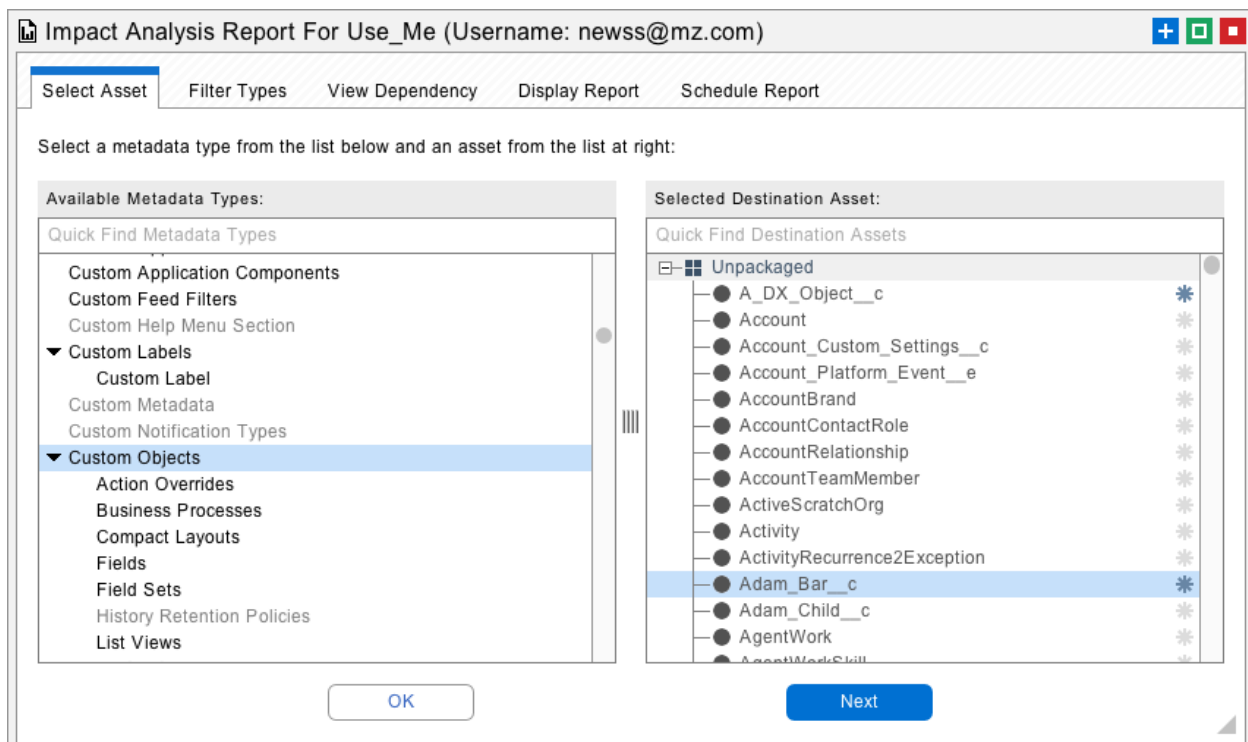 Impact Analysis Report For Use_Me (Username: newss@mz.com)
Select Asset Filter Types View Dependency Display Report Schedule Report
Select a metadata type from the list below and an asset from the list at right:
Available Metadata Types:
Quick Find Metadata Types
Custom Application Components
Custom Feed Filters
Custom Help Menu Section
Custom Labels
Custom Label
Custom Metadata
Custom Notification Types
Custom Objects
Action Overrides
Business Processes
Compact Layouts
Fields
Field Sets
History Retention Policies
List Views
OK
Selected Destination Asset:
Quick Find Destination Assets
Unpackaged
A_DX_Object__c
Account
Account_Custom_Settings__c
Account_Platform_Event__e
AccountBrand
AccountContactRole
AccountRelationship
AccountTeamMember
ActiveScratchOrg
Activity
ActivityRecurrence2Exception
Adam_Bar__c
Adam_Child__c
AgentWork
AgentWorkSkill
Next